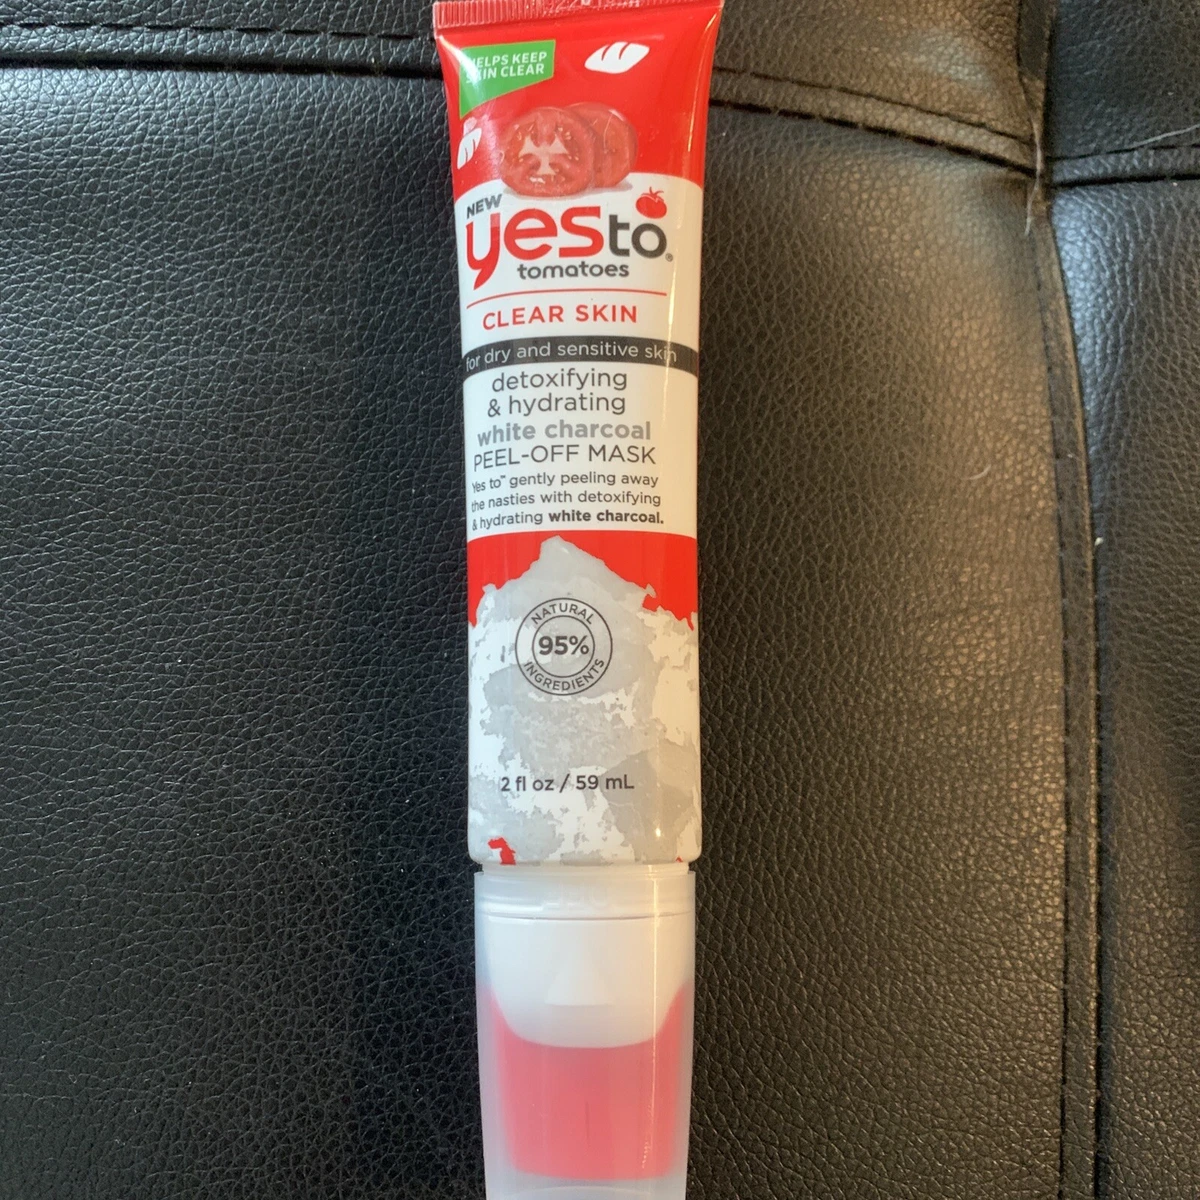 HELPS KEEP
SKIN CLEAR
NEW
yes to®
tomatoes
CLEAR SKIN
for dry and sensitive skin
detoxifying
& hydrating
white charcoal
PEEL-OFF MASK
Yes to™ gently peeling away
the nasties with detoxifying
& hydrating white charcoal.
NATURAL
95%
INGREDIENTS
2 fl oz / 59 mL